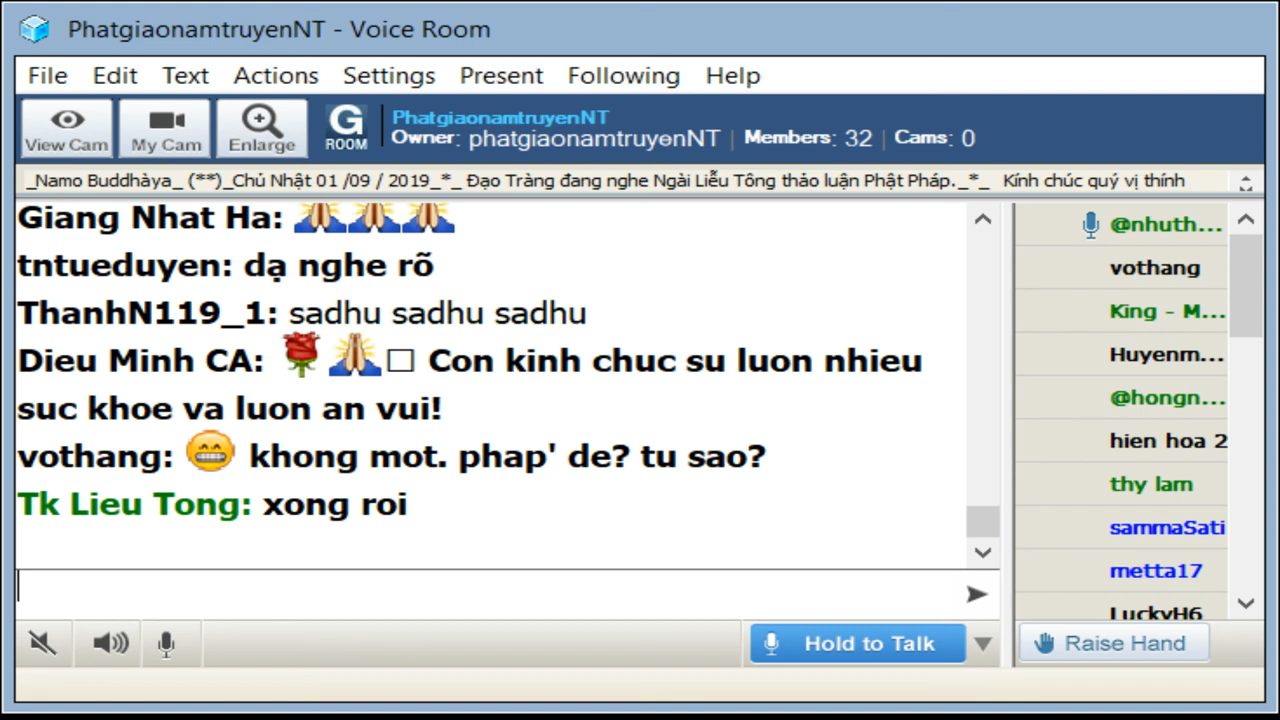 PhatgiaonamtruyenNT - Voice Room
File Edit Text Actions Settings Present Following Help
View Cam My Cam Enlarge G ROOM
PhatgiaonamtruyenNT
Owner: phatgiaonamtruyenNT | Members: 32 | Cams: 0
_Namo Buddhàya_ (**)_Chủ Nhật 01 /09 / 2019_*_ Đạo Tràng đang nghe Ngài Liễu Tông thảo luận Phật Pháp._*_ Kính chúc quý vị thính
Giang Nhat Ha: 🙏🙏🙏
tntueduyen: dạ nghe rõ
ThanhN119_1: sadhu sadhu sadhu
Dieu Minh CA: 🌹🙏□ Con kinh chuc su luon nhieu
suc khoe va luon an vui!
vothang: 😁 khong mot. phap' de? tu sao?
Tk Lieu Tong: xong roi
@nhuth...
vothang
King - M...
Huyenm...
@hongn...
hien hoa 2
thy lam
sammaSati
metta17
LuckyH6
Hold to Talk
Raise Hand